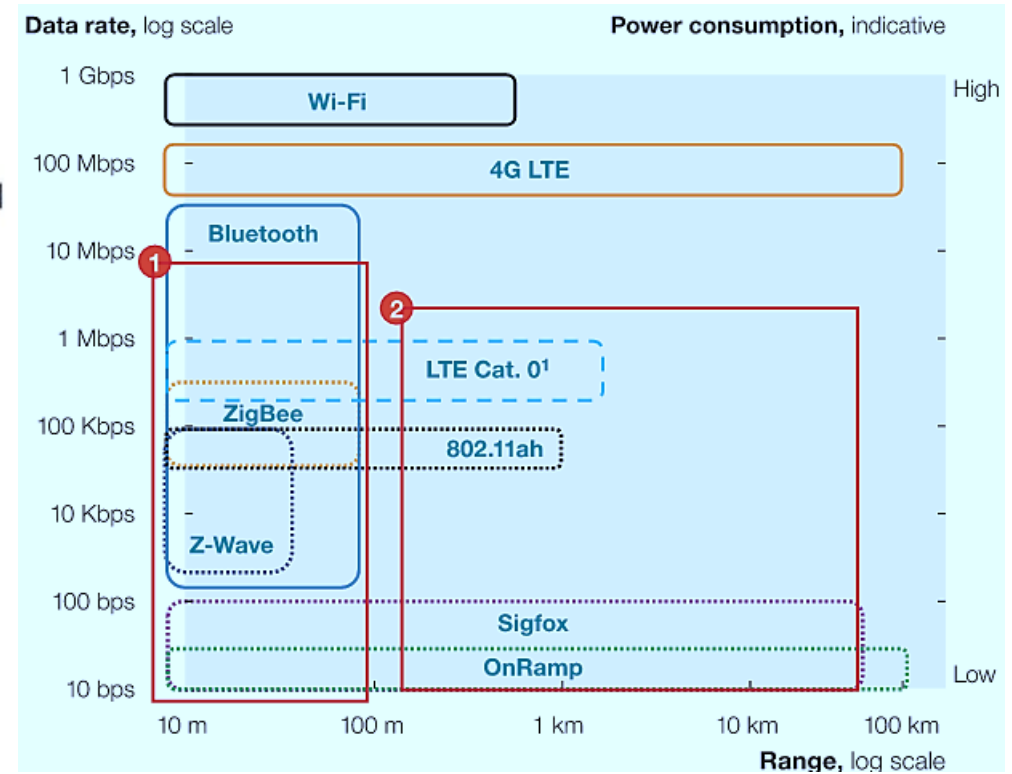 Data rate, log scale
Power consumption, indicative
1 Gbps
High
Wi-Fi
100 Mbps
4G LTE
Bluetooth
10 Mbps
1
2
1 Mbps
LTE Cat. 0¹
ZigBee
100 Kbps
802.11ah
10 Kbps
Z-Wave
100 bps
Sigfox
OnRamp
Low
10 bps
10 m
100 m
1 km
10 km
100 km
Range, log scale